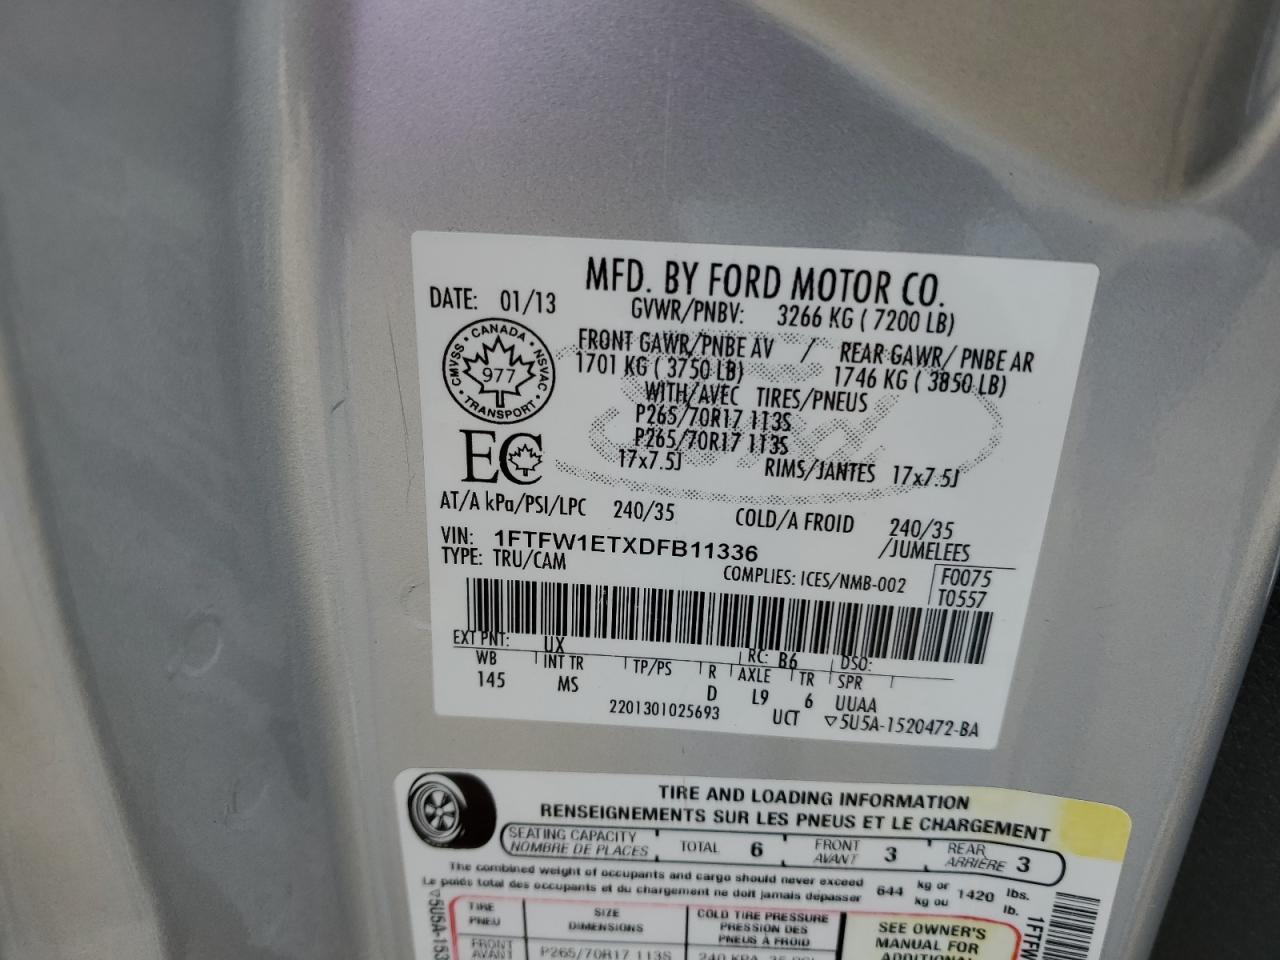 MFD. BY FORD MOTOR CO.
DATE: 01/13
GVWR/PNBV: 3266 KG ( 7200 LB)
FRONT GAWR/PNBE AV / REAR GAWR/ PNBE AR
1701 KG ( 3750 LB) 1746 KG ( 3850 LB)
WITH/AVEC TIRES/PNEUS
P265/70R17 113S
P265/70R17 113S
17x7.5J RIMS/JANTES 17x7.5J
CANADA
CMVSS NSVAC
977
TRANSPORT
EC
AT/A kPa/PSI/LPC 240/35 COLD/A FROID 240/35
VIN: 1FTFW1ETXDFB11336 /JUMELEES
TYPE: TRU/CAM
COMPLIES: ICES/NMB-002 F0075
T0557
EXT PNT: UX RC: B6 DSO:
WB INT TR TP/PS R AXLE TR SPR
145 MS D L9 6 UUAA
2201301025693 UCT ▽5U5A-1520472-BA
TIRE AND LOADING INFORMATION
RENSEIGNEMENTS SUR LES PNEUS ET LE CHARGEMENT
SEATING CAPACITY
NOMBRE DE PLACES TOTAL 6 FRONT
AVANT 3 REAR
ARRIÈRE 3
The combined weight of occupants and cargo should never exceed 644 kg or 1420 lbs.
Le poids total des occupants et du chargement ne doit jamais dépasser kg ou lb.
TIRE
PNEU
SIZE
DIMENSIONS
COLD TIRE PRESSURE
PRESSION DES
PNEUS À FROID
SEE OWNER'S
MANUAL FOR
ADDITIONAL
FRONT
AVANT
P265/70R17 113S
240 KPA, 35 PSI
▽5U5A-153
1FTFW